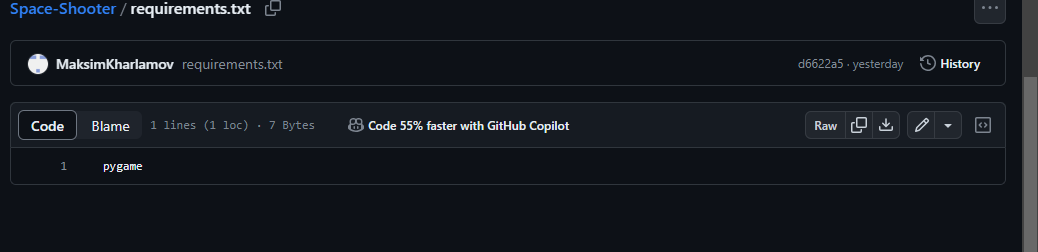 Space-Shooter / requirements.txt
MaksimKharlamov requirements.txt d6622a5 · yesterday History
Code Blame 1 lines (1 loc) · 7 Bytes Code 55% faster with GitHub Copilot Raw
1 pygame